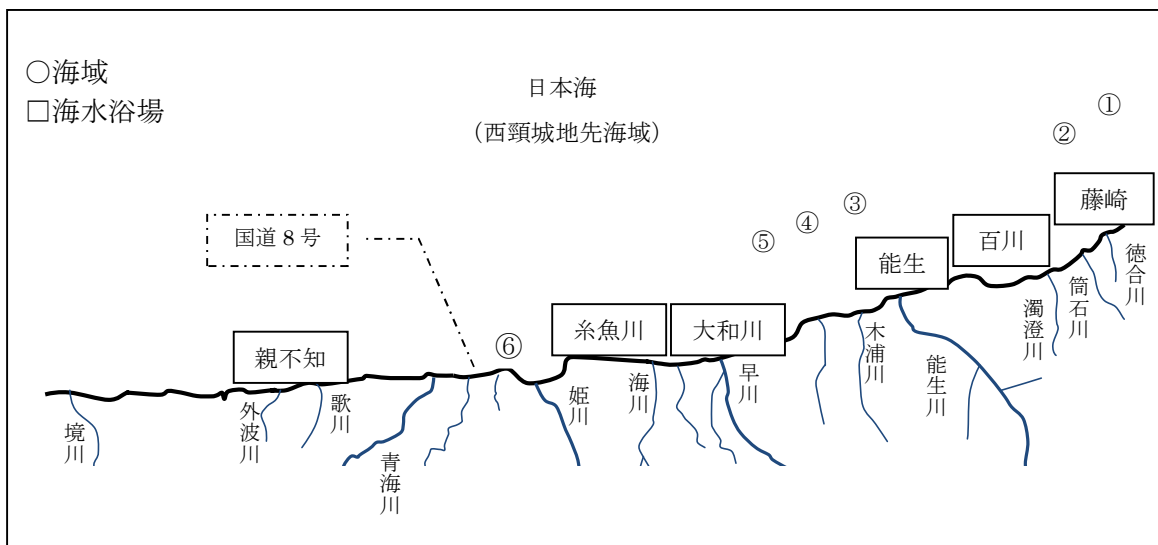 ○海域
□海水浴場
日本海
（西頸城地先海域）
①
②
③
④
⑤
⑥
国道８号
藤崎
百川
能生
大和川
糸魚川
親不知
徳合川
筒石川
濁澄川
能生川
木浦川
早川
海川
姫川
青海川
歌川
外波川
境川